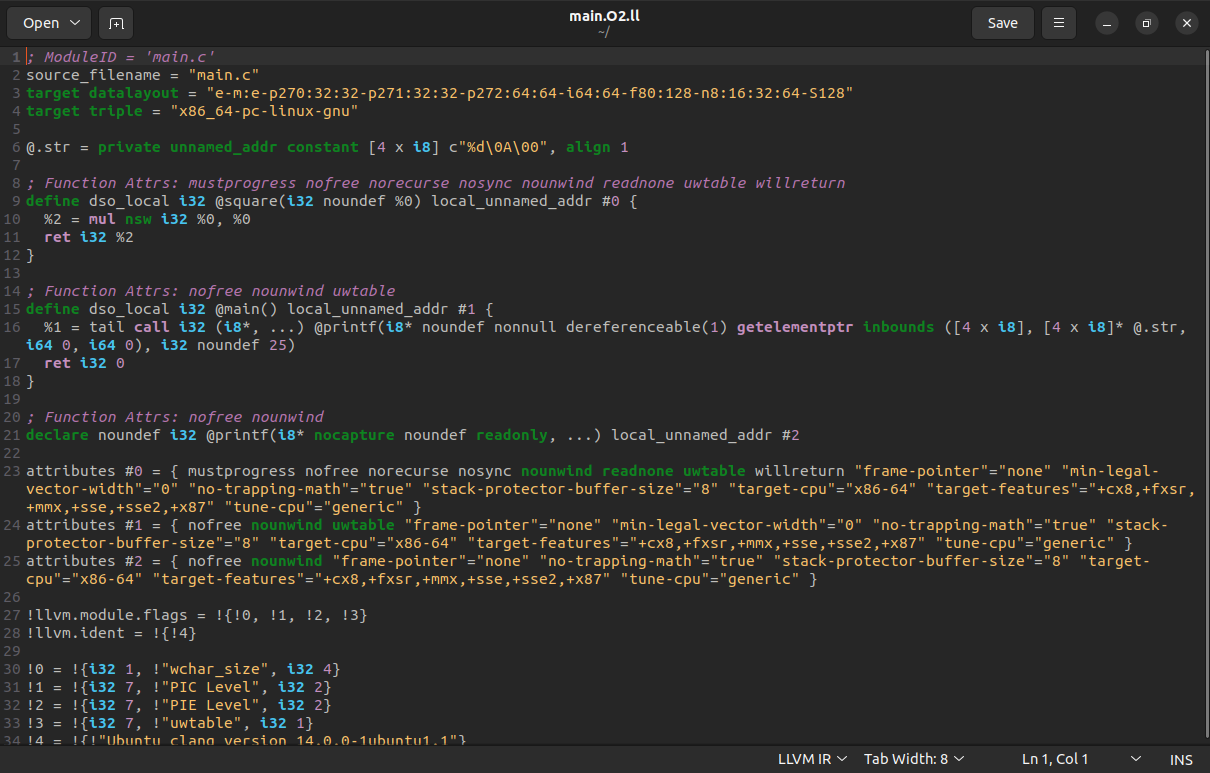 Open
main.O2.ll
~/
Save
1 ; ModuleID = 'main.c'
2 source_filename = "main.c"
3 target datalayout = "e-m:e-p270:32:32-p271:32:32-p272:64:64-i64:64-f80:128-n8:16:32:64-S128"
4 target triple = "x86_64-pc-linux-gnu"
5
6 @.str = private unnamed_addr constant [4 x i8] c"%d\0A\00", align 1
7
8 ; Function Attrs: mustprogress nofree norecurse nosync nounwind readnone uwtable willreturn
9 define dso_local i32 @square(i32 noundef %0) local_unnamed_addr #0 {
10   %2 = mul nsw i32 %0, %0
11   ret i32 %2
12 }
13
14 ; Function Attrs: nofree nounwind uwtable
15 define dso_local i32 @main() local_unnamed_addr #1 {
16   %1 = tail call i32 (i8*, ...) @printf(i8* noundef nonnull dereferenceable(1) getelementptr inbounds ([4 x i8], [4 x i8]* @.str,
i64 0, i64 0), i32 noundef 25)
17   ret i32 0
18 }
19
20 ; Function Attrs: nofree nounwind
21 declare noundef i32 @printf(i8* nocapture noundef readonly, ...) local_unnamed_addr #2
22
23 attributes #0 = { mustprogress nofree norecurse nosync nounwind readnone uwtable willreturn "frame-pointer"="none" "min-legal-
vector-width"="0" "no-trapping-math"="true" "stack-protector-buffer-size"="8" "target-cpu"="x86-64" "target-features"="+cx8,+fxsr,
+mmx,+sse,+sse2,+x87" "tune-cpu"="generic" }
24 attributes #1 = { nofree nounwind uwtable "frame-pointer"="none" "min-legal-vector-width"="0" "no-trapping-math"="true" "stack-
protector-buffer-size"="8" "target-cpu"="x86-64" "target-features"="+cx8,+fxsr,+mmx,+sse,+sse2,+x87" "tune-cpu"="generic" }
25 attributes #2 = { nofree nounwind "frame-pointer"="none" "no-trapping-math"="true" "stack-protector-buffer-size"="8" "target-
cpu"="x86-64" "target-features"="+cx8,+fxsr,+mmx,+sse,+sse2,+x87" "tune-cpu"="generic" }
26
27 !llvm.module.flags = !{!0, !1, !2, !3}
28 !llvm.ident = !{!4}
29
30 !0 = !{i32 1, !"wchar_size", i32 4}
31 !1 = !{i32 7, !"PIC Level", i32 2}
32 !2 = !{i32 7, !"PIE Level", i32 2}
33 !3 = !{i32 7, !"uwtable", i32 1}
34 !4 = !{!"Ubuntu clang version 14.0.0-1ubuntu1.1"}
LLVM IR Tab Width: 8 Ln 1, Col 1 INS